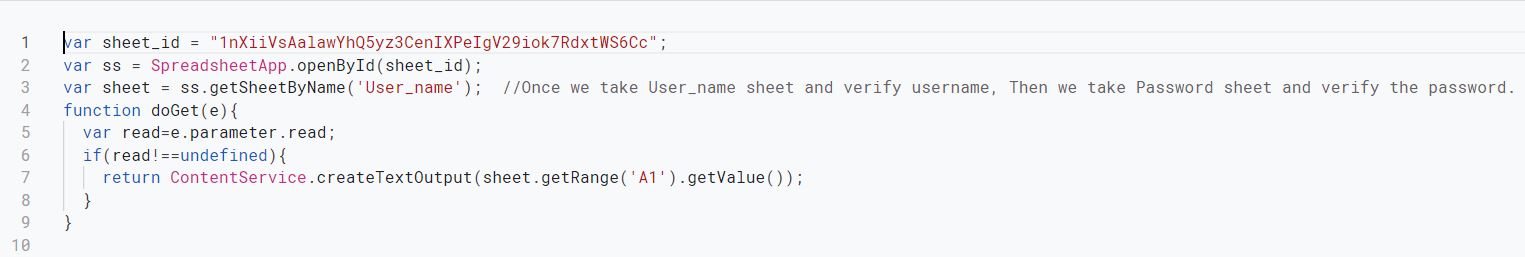 1 var sheet_id = "1nXiiVsAalawYhQ5yz3CenIXPeIgV29iok7RdxtWS6Cc";
2 var ss = SpreadsheetApp.openById(sheet_id);
3 var sheet = ss.getSheetByName('User_name');  //Once we take User_name sheet and verify username, Then we take Password sheet and verify the password.
4 function doGet(e){
5   var read=e.parameter.read;
6   if(read!==undefined){
7     return ContentService.createTextOutput(sheet.getRange('A1').getValue());
8   }
9 }
10